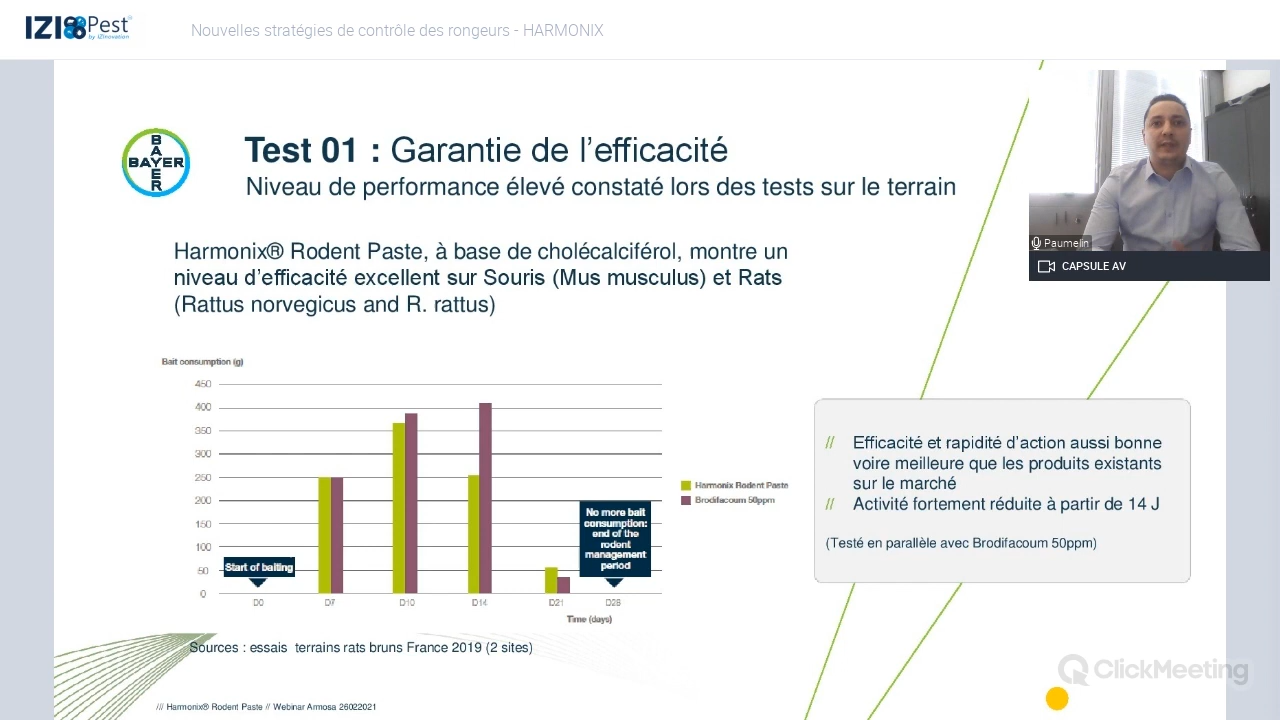 IZI Pest
by IZInovation
Nouvelles stratégies de contrôle des rongeurs - HARMONIX
BAYER
BAYER
Test 01 : Garantie de l’efficacité
Niveau de performance élevé constaté lors des tests sur le terrain
Harmonix® Rodent Paste, à base de cholécalciférol, montre un
niveau d’efficacité excellent sur Souris (Mus musculus) et Rats
(Rattus norvegicus and R. rattus)
Paumelin
CAPSULE AV
Bait consumption (g)
450
400
350
300
250
200
150
100
50
0
Start of baiting
No more bait
consumption:
end of the
rodent
management
period
D0 D7 D10 D14 D21 D28
Time (days)
Harmonix Rodent Paste
Brodifacoum 50ppm
// Efficacité et rapidité d’action aussi bonne
voire meilleure que les produits existants
sur le marché
// Activité fortement réduite à partir de 14 J
(Testé en parallèle avec Brodifacoum 50ppm)
Sources : essais terrains rats bruns France 2019 (2 sites)
ClickMeeting
/// Harmonix® Rodent Paste // Webinar Armosa 26022021